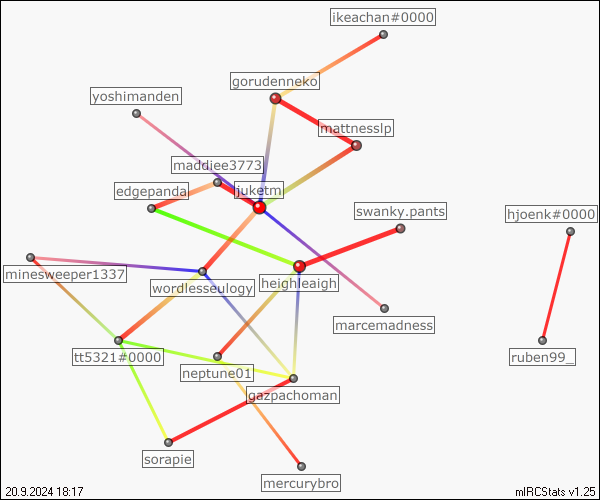 ikeachan#0000
gorudenneko
yoshimanden
mattnesslp
maddiee3773
edgepanda
juketm
swanky.pants
hjoenk#0000
minesweeper1337
wordlesseulogy
heighleaigh
marcemadness
tt5321#0000
ruben99_
neptune01
gazpachoman
sorapie
mercurybro
20.9.2024 18:17
mIRCStats v1.25